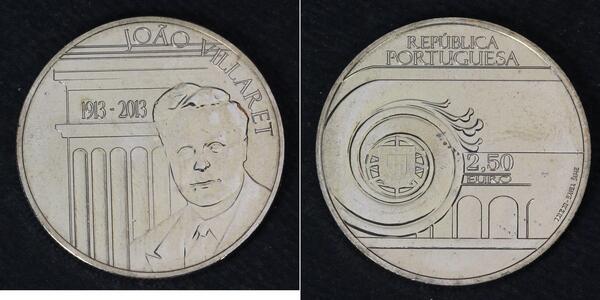 JOÃO VILLARET
1913 - 2013
REPÚBLICA
PORTUGUESA
2,50
EURO